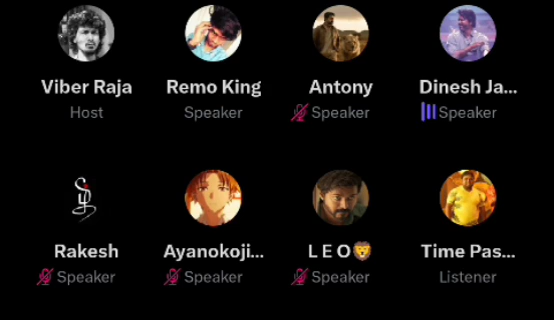 Viber Raja
Remo King
Antony
Dinesh Ja...
Host
Speaker
Speaker
Speaker
Rakesh
Ayanokoji...
L E O🦁
Time Pas...
Speaker
Speaker
Speaker
Listener